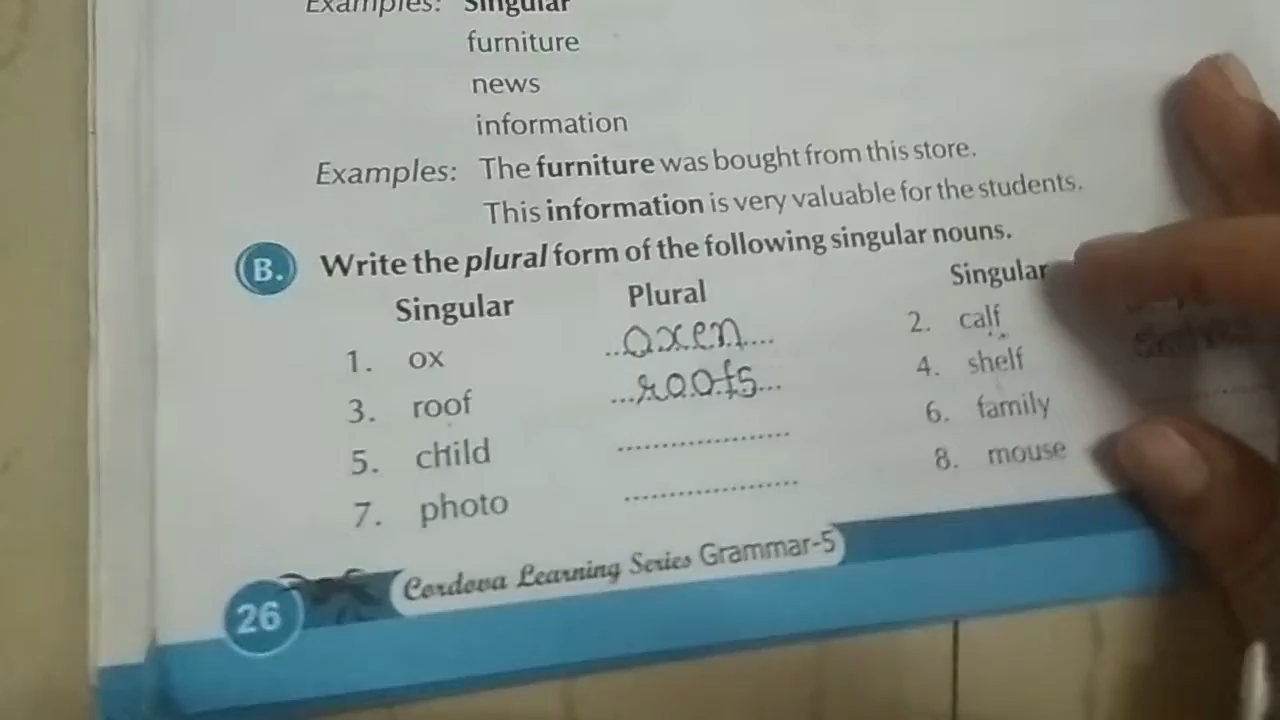 Examples: Singular
furniture
news
information
Examples: The furniture was bought from this store.
This information is very valuable for the students.
B. Write the plural form of the following singular nouns.
Singular Plural Singular
1. ox ..oxen.... 2. calf
3. roof ...roofs... 4. shelf
5. child .................... 6. family
7. photo .................... 8. mouse
26 Cordova Learning Series Grammar-5